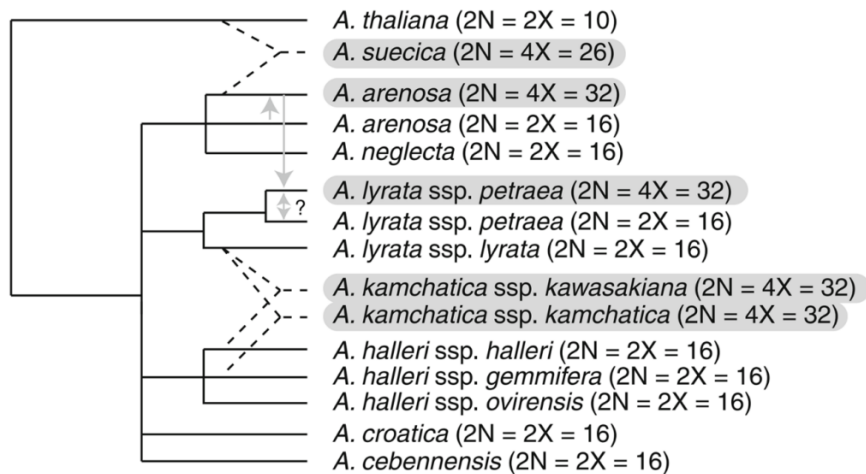 A. thaliana (2N = 2X = 10)
A. suecica (2N = 4X = 26)
A. arenosa (2N = 4X = 32)
A. arenosa (2N = 2X = 16)
A. neglecta (2N = 2X = 16)
A. lyrata ssp. petraea (2N = 4X = 32)
?
A. lyrata ssp. petraea (2N = 2X = 16)
A. lyrata ssp. lyrata (2N = 2X = 16)
A. kamchatica ssp. kawasakiana (2N = 4X = 32)
A. kamchatica ssp. kamchatica (2N = 4X = 32)
A. halleri ssp. halleri (2N = 2X = 16)
A. halleri ssp. gemmifera (2N = 2X = 16)
A. halleri ssp. ovirensis (2N = 2X = 16)
A. croatica (2N = 2X = 16)
A. cebennensis (2N = 2X = 16)